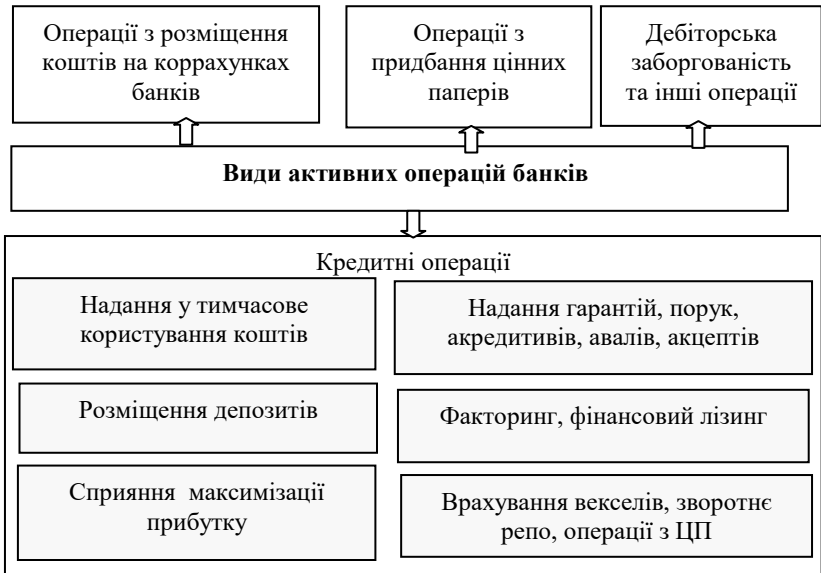 Операції з розміщення
коштів на коррахунках
банків
Операції з
придбання цінних
паперів
Дебіторська
заборгованість
та інші операції
Види активних операцій банків
Кредитні операції
Надання у тимчасове
користування коштів
Надання гарантій, порук,
акредитивів, авалів, акцептів
Розміщення депозитів
Факторинг, фінансовий лізинг
Сприяння максимізації
прибутку
Врахування векселів, зворотнє
репо, операції з ЦП